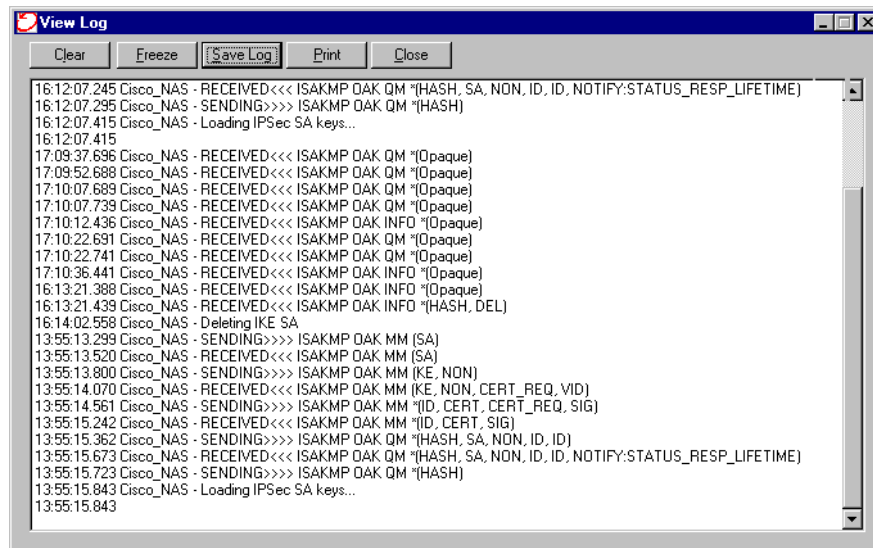 View Log
Clear Freeze Save Log Print Close
16:12:07.245 Cisco_NAS - RECEIVED<<< ISAKMP OAK QM *(HASH, SA, NON, ID, ID, NOTIFY:STATUS_RESP_LIFETIME)
16:12:07.295 Cisco_NAS - SENDING>>>> ISAKMP OAK QM *(HASH)
16:12:07.415 Cisco_NAS - Loading IPSec SA keys...
16:12:07.415
17:09:37.696 Cisco_NAS - RECEIVED<<< ISAKMP OAK QM *(Opaque)
17:09:52.688 Cisco_NAS - RECEIVED<<< ISAKMP OAK QM *(Opaque)
17:10:07.689 Cisco_NAS - RECEIVED<<< ISAKMP OAK QM *(Opaque)
17:10:07.739 Cisco_NAS - RECEIVED<<< ISAKMP OAK QM *(Opaque)
17:10:12.436 Cisco_NAS - RECEIVED<<< ISAKMP OAK INFO *(Opaque)
17:10:22.691 Cisco_NAS - RECEIVED<<< ISAKMP OAK QM *(Opaque)
17:10:22.741 Cisco_NAS - RECEIVED<<< ISAKMP OAK QM *(Opaque)
17:10:36.441 Cisco_NAS - RECEIVED<<< ISAKMP OAK INFO *(Opaque)
16:13:21.388 Cisco_NAS - RECEIVED<<< ISAKMP OAK INFO *(Opaque)
16:13:21.439 Cisco_NAS - RECEIVED<<< ISAKMP OAK INFO *(HASH, DEL)
16:14:02.558 Cisco_NAS - Deleting IKE SA
13:55:13.299 Cisco_NAS - SENDING>>>> ISAKMP OAK MM (SA)
13:55:13.520 Cisco_NAS - RECEIVED<<< ISAKMP OAK MM (SA)
13:55:13.800 Cisco_NAS - SENDING>>>> ISAKMP OAK MM (KE, NON)
13:55:14.070 Cisco_NAS - RECEIVED<<< ISAKMP OAK MM (KE, NON, CERT_REQ, VID)
13:55:14.561 Cisco_NAS - SENDING>>>> ISAKMP OAK MM *(ID, CERT, CERT_REQ, SIG)
13:55:15.242 Cisco_NAS - RECEIVED<<< ISAKMP OAK MM *(ID, CERT, SIG)
13:55:15.362 Cisco_NAS - SENDING>>>> ISAKMP OAK QM *(HASH, SA, NON, ID, ID)
13:55:15.673 Cisco_NAS - RECEIVED<<< ISAKMP OAK QM *(HASH, SA, NON, ID, ID, NOTIFY:STATUS_RESP_LIFETIME)
13:55:15.723 Cisco_NAS - SENDING>>>> ISAKMP OAK QM *(HASH)
13:55:15.843 Cisco_NAS - Loading IPSec SA keys...
13:55:15.843